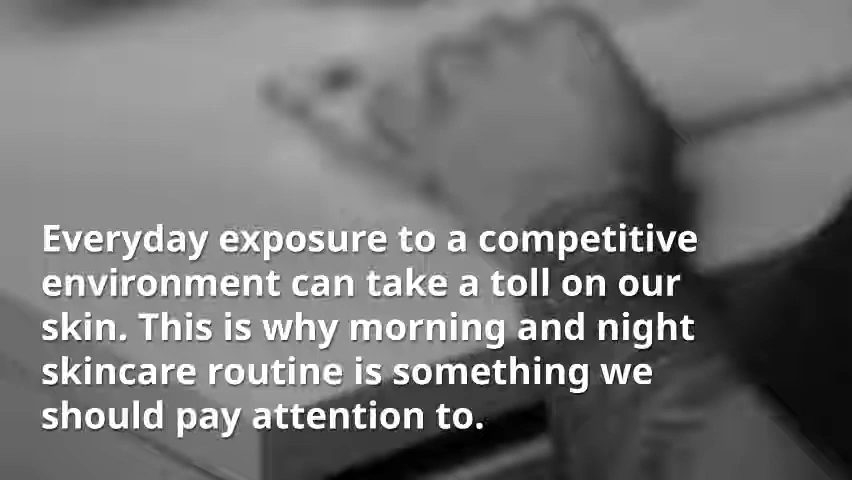 Everyday exposure to a competitive
environment can take a toll on our
skin. This is why morning and night
skincare routine is something we
should pay attention to.